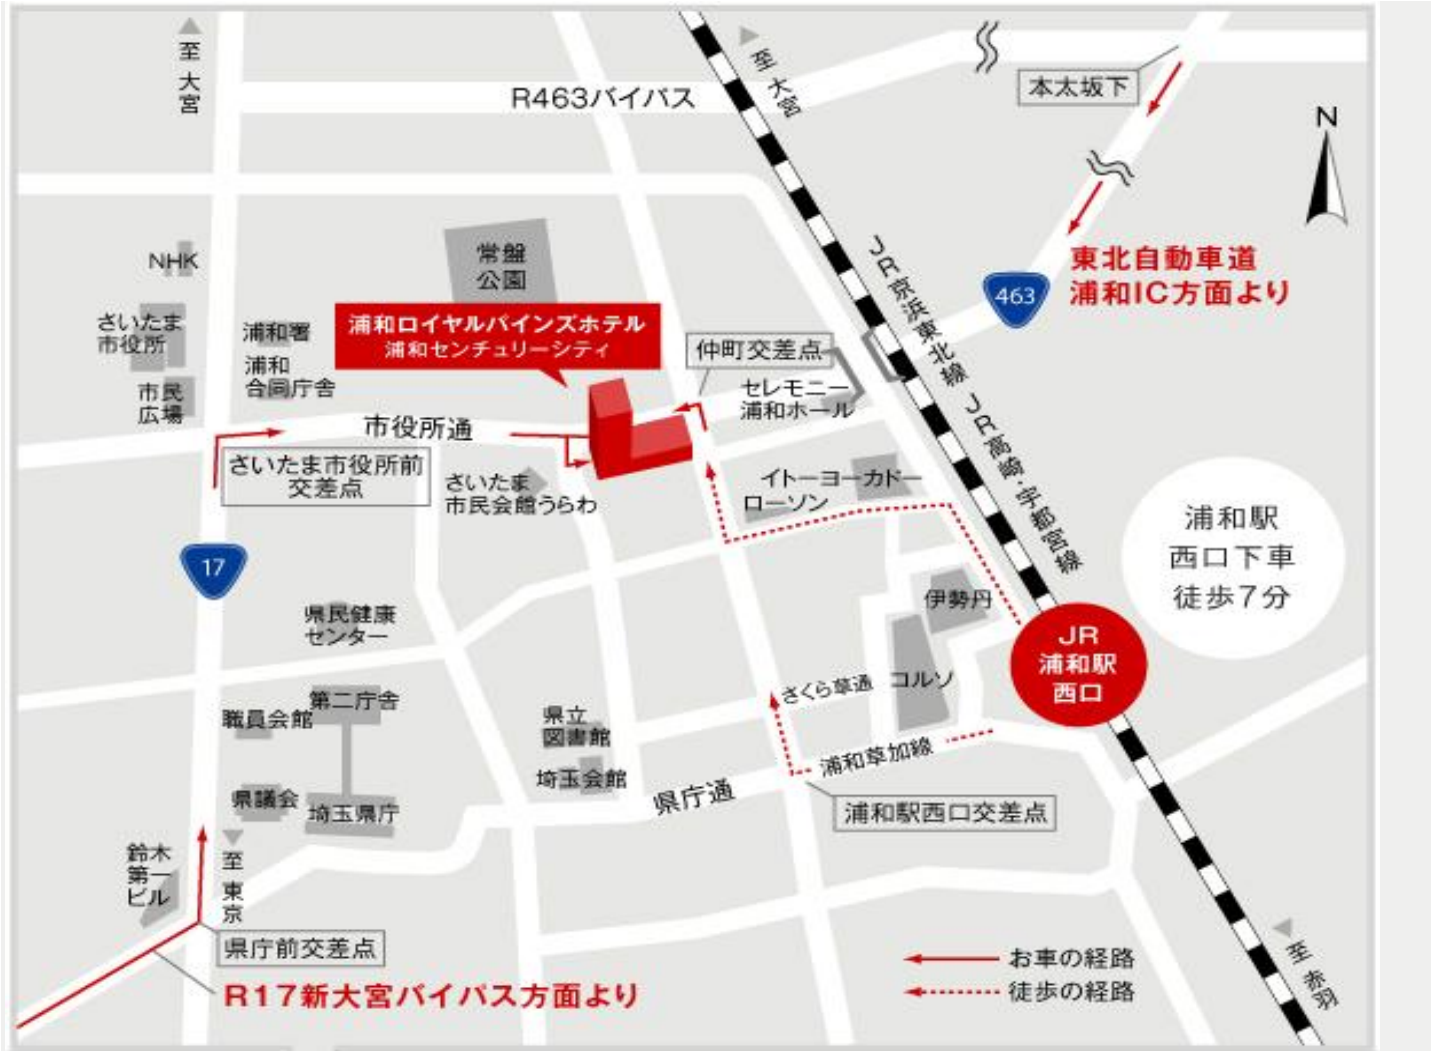 至 大宮
R463バイパス
至 大宮
本太坂下
N
NHK
常盤
公園
JR京浜東北線
JR高崎・宇都宮線
463
東北自動車道
浦和IC方面より
さいたま
市役所
浦和署
浦和
合同庁舎
浦和ロイヤルパインズホテル
浦和センチュリーシティ
仲町交差点
セレモニー
浦和ホール
市民
広場
市役所通
さいたま市役所前
交差点
さいたま
市民会館うらわ
イトーヨーカドー
ローソン
浦和駅
西口下車
徒歩7分
17
伊勢丹
県民健康
センター
JR
浦和駅
西口
さくら草通
コルソ
第二庁舎
職員会館
県立
図書館
埼玉会館
浦和草加線
県庁通
浦和駅西口交差点
県議会
埼玉県庁
鈴木
第一
ビル
至 東京
県庁前交差点
R17新大宮バイパス方面より
お車の経路
徒歩の経路
至 赤羽